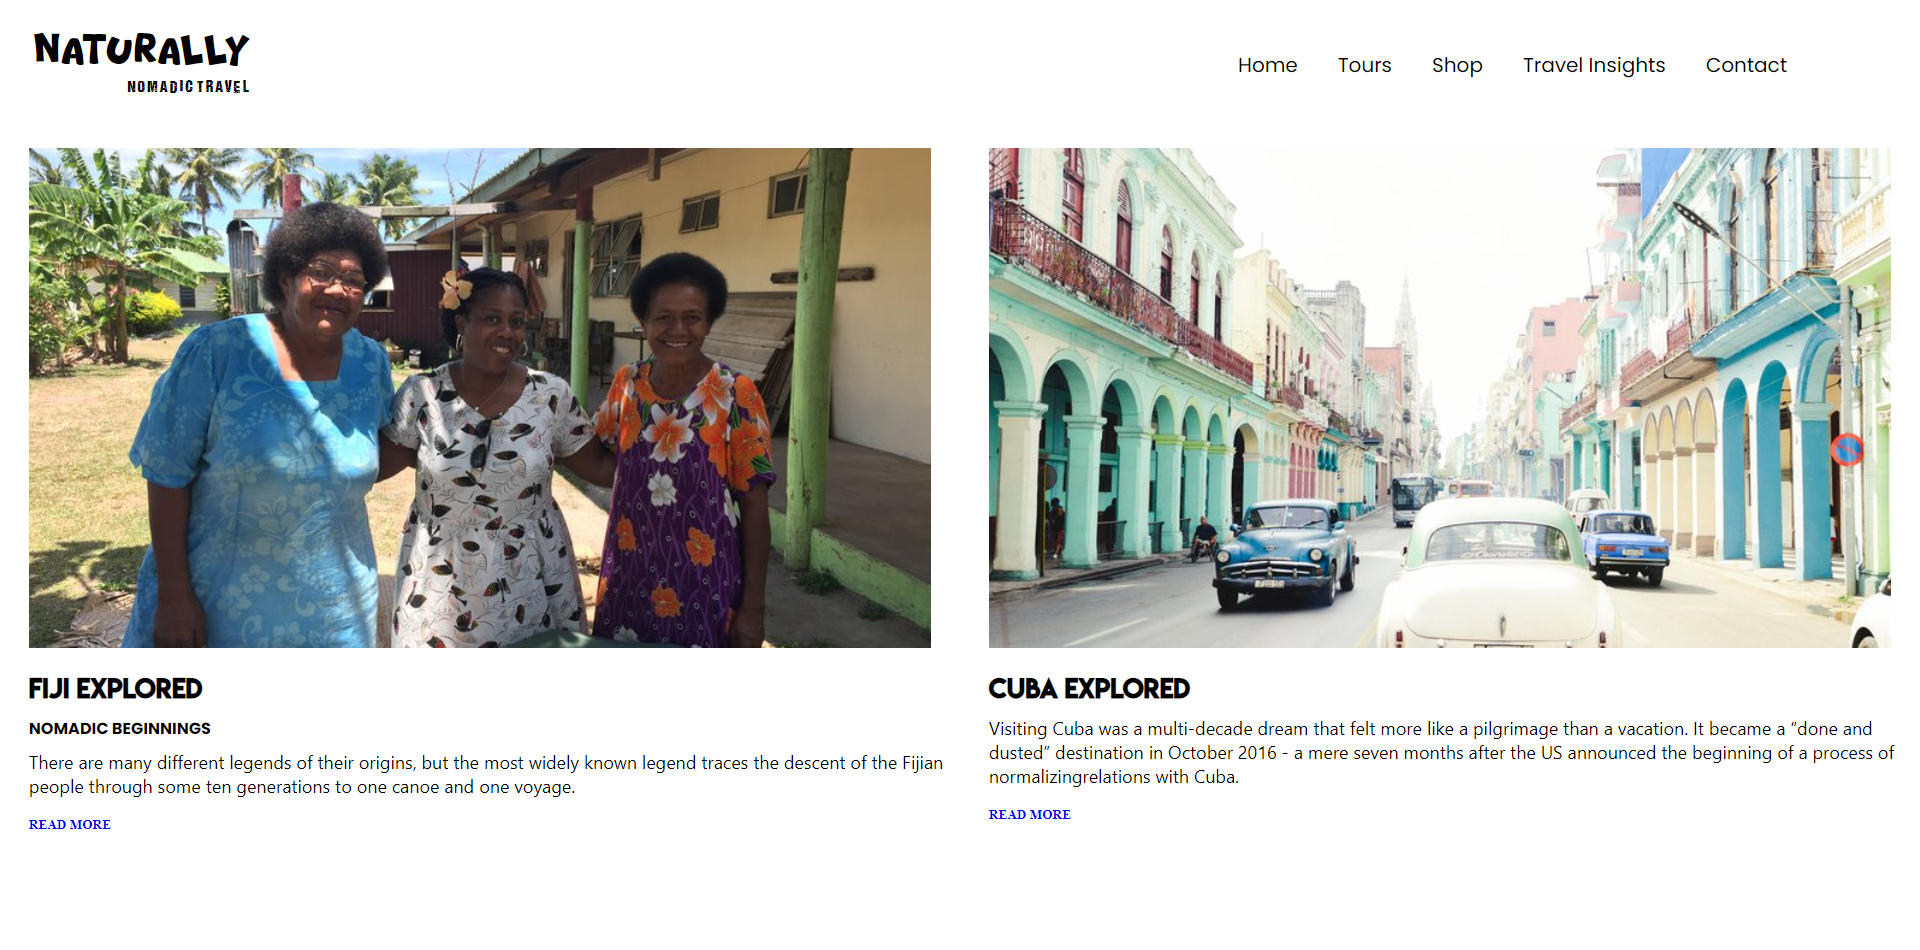 NATURALLY
NOMADIC TRAVEL
Home Tours Shop Travel Insights Contact
FIJI EXPLORED
NOMADIC BEGINNINGS
There are many different legends of their origins, but the most widely known legend traces the descent of the Fijian
people through some ten generations to one canoe and one voyage.
READ MORE
CUBA EXPLORED
Visiting Cuba was a multi-decade dream that felt more like a pilgrimage than a vacation. It became a “done and
dusted” destination in October 2016 - a mere seven months after the US announced the beginning of a process of
normalizingrelations with Cuba.
READ MORE